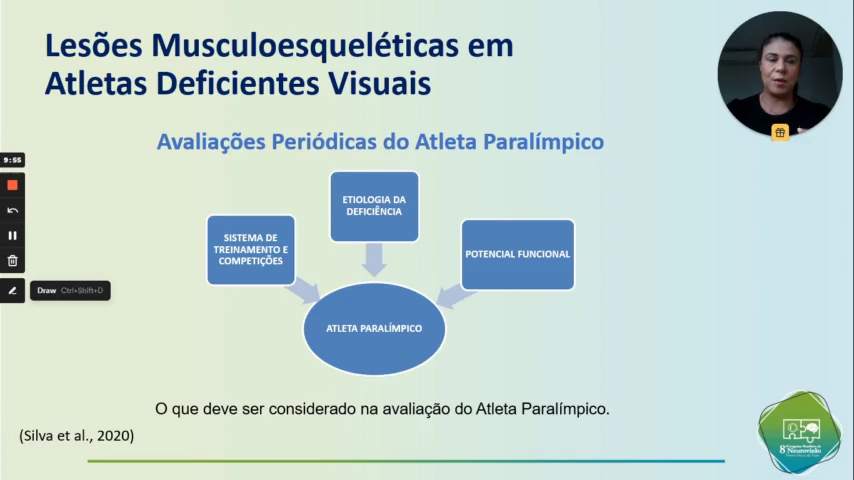 Lesões Musculoesqueléticas em
Atletas Deficientes Visuais
Avaliações Periódicas do Atleta Paralímpico
9:55
ETIOLOGIA DA
DEFICIÊNCIA
SISTEMA DE
TREINAMENTO E
COMPETIÇÕES
POTENCIAL FUNCIONAL
Draw Ctrl+Shift+D
ATLETA PARALÍMPICO
O que deve ser considerado na avaliação do Atleta Paralímpico.
(Silva et al., 2020)
8º
Neurovisão